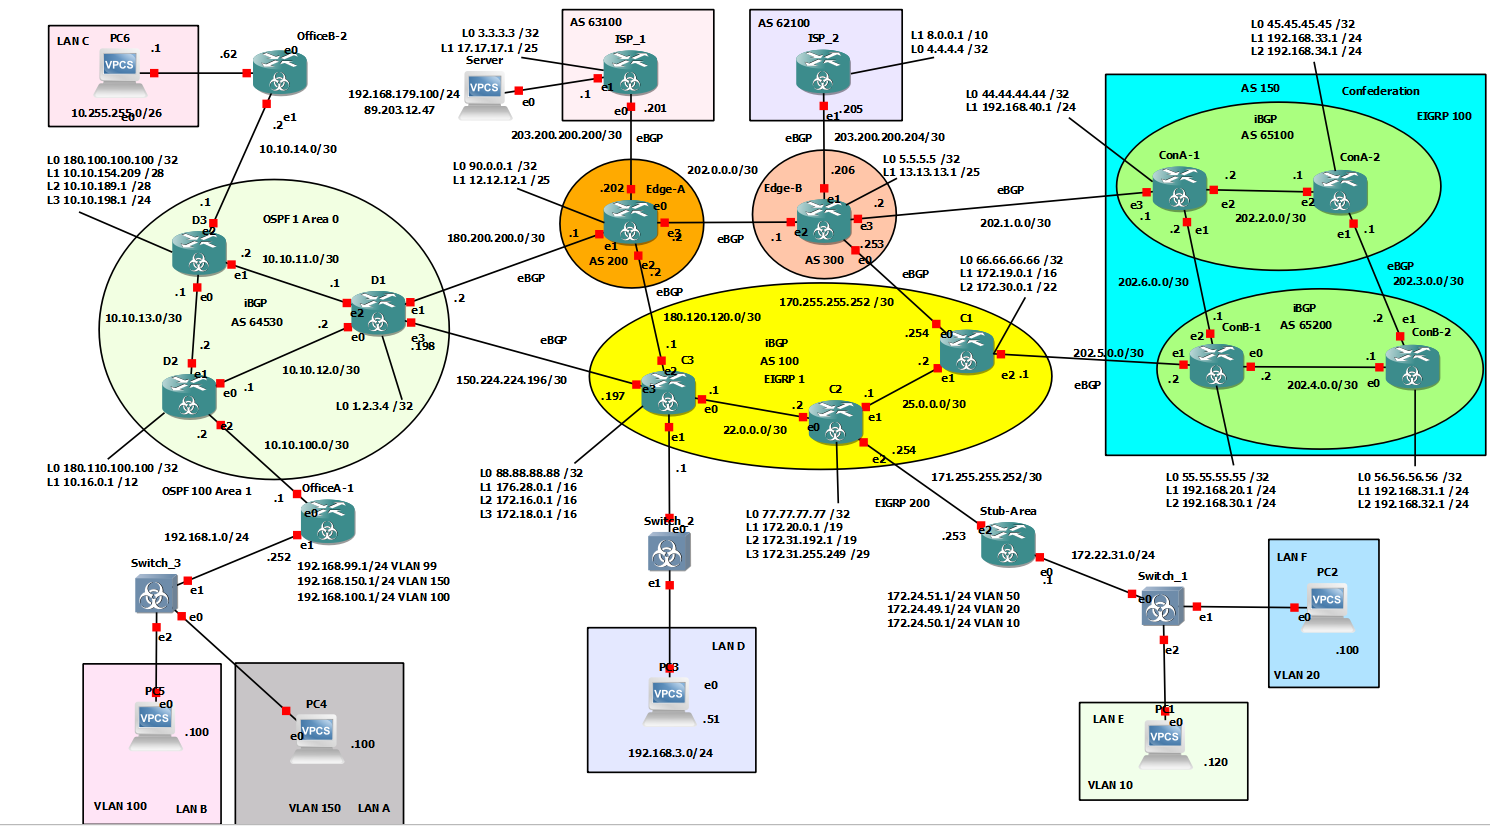 LAN C
PC6
.1
VPCS
10.255.255.0/26
e0
.62
OfficeB-2
e0
e1
.2
10.10.14.0/30
L0 3.3.3.3 /32
L1 17.17.17.1 /25
Server
VPCS
e0
192.168.179.100/24
89.203.12.47
AS 63100
ISP_1
e1
.1
e0
.201
203.200.200.200/30
eBGP
AS 62100
ISP_2
e1
.205
L1 8.0.0.1 /10
L0 4.4.4.4 /32
eBGP
203.200.200.204/30
L0 45.45.45.45 /32
L1 192.168.33.1 /24
L2 192.168.34.1 /24
L0 44.44.44.44 /32
L1 192.168.40.1 /24
AS 150
Confederation
EIGRP 100
iBGP
AS 65100
ConA-1
.2
e2
e3
.1
.2
e1
ConA-2
.1
e2
e1
.1
202.2.0.0/30
202.6.0.0/30
eBGP
202.3.0.0/30
iBGP
AS 65200
ConB-1
.1
e2
e1
.2
e0
.2
202.4.0.0/30
ConB-2
.2
e1
.1
e0
L0 55.55.55.55 /32
L1 192.168.20.1 /24
L2 192.168.30.1 /24
L0 56.56.56.56 /32
L1 192.168.31.1 /24
L2 192.168.32.1 /24
L0 180.100.100.100 /32
L1 10.10.154.209 /28
L2 10.10.189.1 /28
L3 10.10.198.1 /24
OSPF 1 Area 0
.1
D3
e2
.2
e1
.1
e0
10.10.11.0/30
iBGP
AS 64530
10.10.13.0/30
D1
.1
e2
.2
e0
e1
.2
e3
.198
10.10.12.0/30
L0 1.2.3.4 /32
.2
D2
e1
.1
e0
e2
.2
10.10.100.0/30
L0 180.110.100.100 /32
L1 10.16.0.1 /12
OSPF 100 Area 1
L0 90.0.0.1 /32
L1 12.12.12.1 /25
202.0.0.0/30
.202
Edge-A
e0
.1
e1
e3
.2
AS 200
e2
.2
180.200.200.0/30
eBGP
eBGP
eBGP
L0 5.5.5.5 /32
L1 13.13.13.1 /25
.206
Edge-B
e1
.2
e3
.1
e2
.253
e0
AS 300
eBGP
202.1.0.0/30
eBGP
L0 66.66.66.66 /32
L1 172.19.0.1 /16
L2 172.30.0.1 /22
170.255.255.252 /30
180.120.120.0/30
iBGP
AS 100
EIGRP 1
C1
.254
e0
.2
e1
e2
.1
202.5.0.0/30
eBGP
eBGP
150.224.224.196/30
.1
C3
e2
e3
.197
.1
e0
e1
.1
22.0.0.0/30
C2
.2
e0
.1
e1
25.0.0.0/30
e2
.254
171.255.255.252/30
EIGRP 200
L0 88.88.88.88 /32
L1 176.28.0.1 /16
L2 172.16.0.1 /16
L3 172.18.0.1 /16
L0 77.77.77.77 /32
L1 172.20.0.1 /19
L2 172.31.192.1 /19
L3 172.31.255.249 /29
Stub-Area
e2
.253
e0
.1
172.22.31.0/24
172.24.51.1/24 VLAN 50
172.24.49.1/24 VLAN 20
172.24.50.1/24 VLAN 10
Switch_1
e0
e1
e2
LAN F
PC2
VPCS
e0
.100
VLAN 20
LAN E
PC1
e0
VPCS
.120
VLAN 10
OfficeA-1
.1
e0
e1
.252
192.168.1.0/24
192.168.99.1/24 VLAN 99
192.168.150.1/24 VLAN 150
192.168.100.1/24 VLAN 100
Switch_3
e1
e0
e2
PC5
e0
VPCS
.100
VLAN 100
LAN B
PC4
e0
VPCS
.100
VLAN 150
LAN A
Switch_2
e0
e1
LAN D
PC3
e0
VPCS
.51
192.168.3.0/24